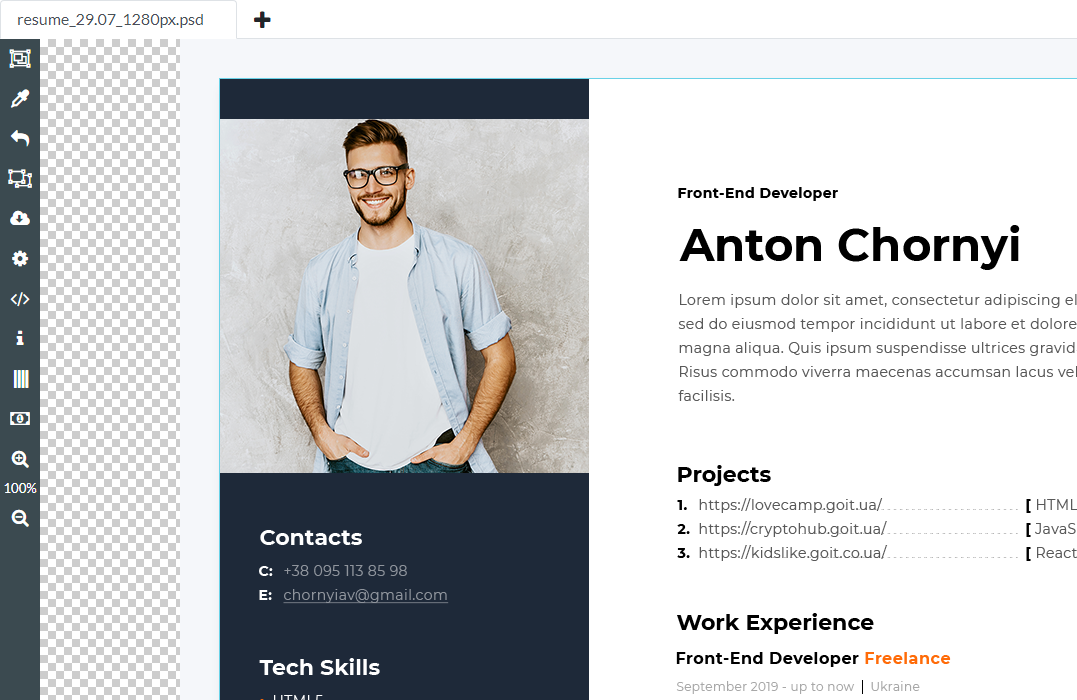 resume_29.07_1280px.psd
100%
Contacts
C: +38 095 113 85 98
E: chornyiav@gmail.com
Tech Skills
HTML5
Front-End Developer
Anton Chornyi
Lorem ipsum dolor sit amet, consectetur adipiscing el
sed do eiusmod tempor incididunt ut labore et dolore
magna aliqua. Quis ipsum suspendisse ultrices gravid
Risus commodo viverra maecenas accumsan lacus vel
facilisis.
Projects
1. https://lovecamp.goit.ua/ [ HTML
2. https://cryptohub.goit.ua/ [ JavaS
3. https://kidslike.goit.co.ua/ [ React
Work Experience
Front-End Developer Freelance
September 2019 - up to now | Ukraine